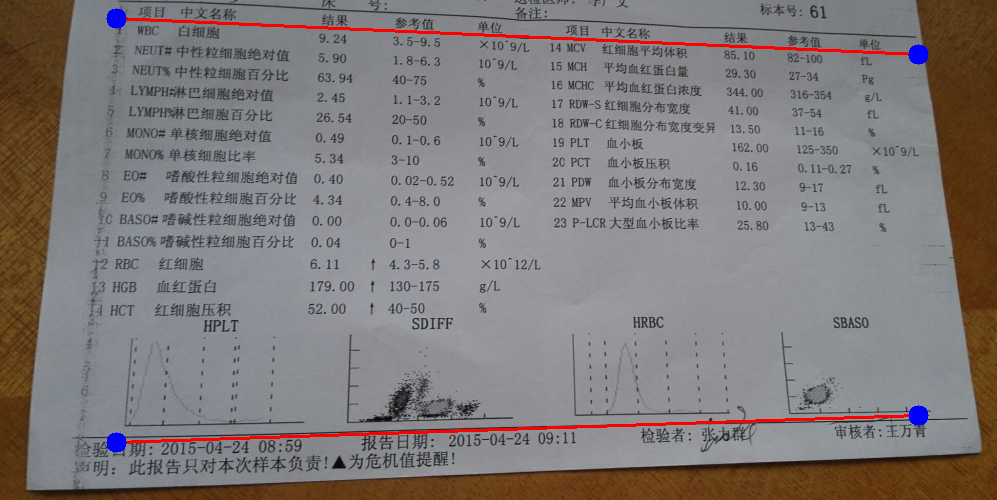 床 号:
备注:
标本号: 61
项目 中文名称 结果 参考值 单位
WBC 白细胞 9.24 3.5-9.5 ×10^9/L
2 NEUT# 中性粒细胞绝对值 5.90 1.8-6.3 10^9/L
3 NEUT% 中性粒细胞百分比 63.94 40-75 %
4 LYMPH# 淋巴细胞绝对值 2.45 1.1-3.2 10^9/L
5 LYMPH% 淋巴细胞百分比 26.54 20-50 %
6 MONO# 单核细胞绝对值 0.49 0.1-0.6 10^9/L
7 MONO% 单核细胞比率 5.34 3-10 %
8 EO# 嗜酸性粒细胞绝对值 0.40 0.02-0.52 10^9/L
9 EO% 嗜酸性粒细胞百分比 4.34 0.4-8.0 %
10 BASO# 嗜碱性粒细胞绝对值 0.00 0.0-0.06 10^9/L
11 BASO% 嗜碱性粒细胞百分比 0.04 0-1 %
12 RBC 红细胞 6.11 ↑ 4.3-5.8 ×10^12/L
13 HGB 血红蛋白 179.00 ↑ 130-175 g/L
14 HCT 红细胞压积 52.00 ↑ 40-50 %
项目 中文名称 结果 参考值 单位
14 MCV 红细胞平均体积 85.10 82-100 fL
15 MCH 平均血红蛋白量 29.30 27-34 Pg
16 MCHC 平均血红蛋白浓度 344.00 316-354 g/L
17 RDW-S 红细胞分布宽度 41.00 37-54 fL
18 RDW-C 红细胞分布宽度变异 13.50 11-16 %
19 PLT 血小板 162.00 125-350 ×10^9/L
20 PCT 血小板压积 0.16 0.11-0.27 %
21 PDW 血小板分布宽度 12.30 9-17 fL
22 MPV 平均血小板体积 10.00 9-13 fL
23 P-LCR 大型血小板比率 25.80 13-43 %
HPLT SDIFF HRBC SBASO
检验日期: 2015-04-24 08:59 报告日期: 2015-04-24 09:11 检验者: 张大群 审核者: 王万青
声明: 此报告只对本次样本负责!▲为危机值提醒!